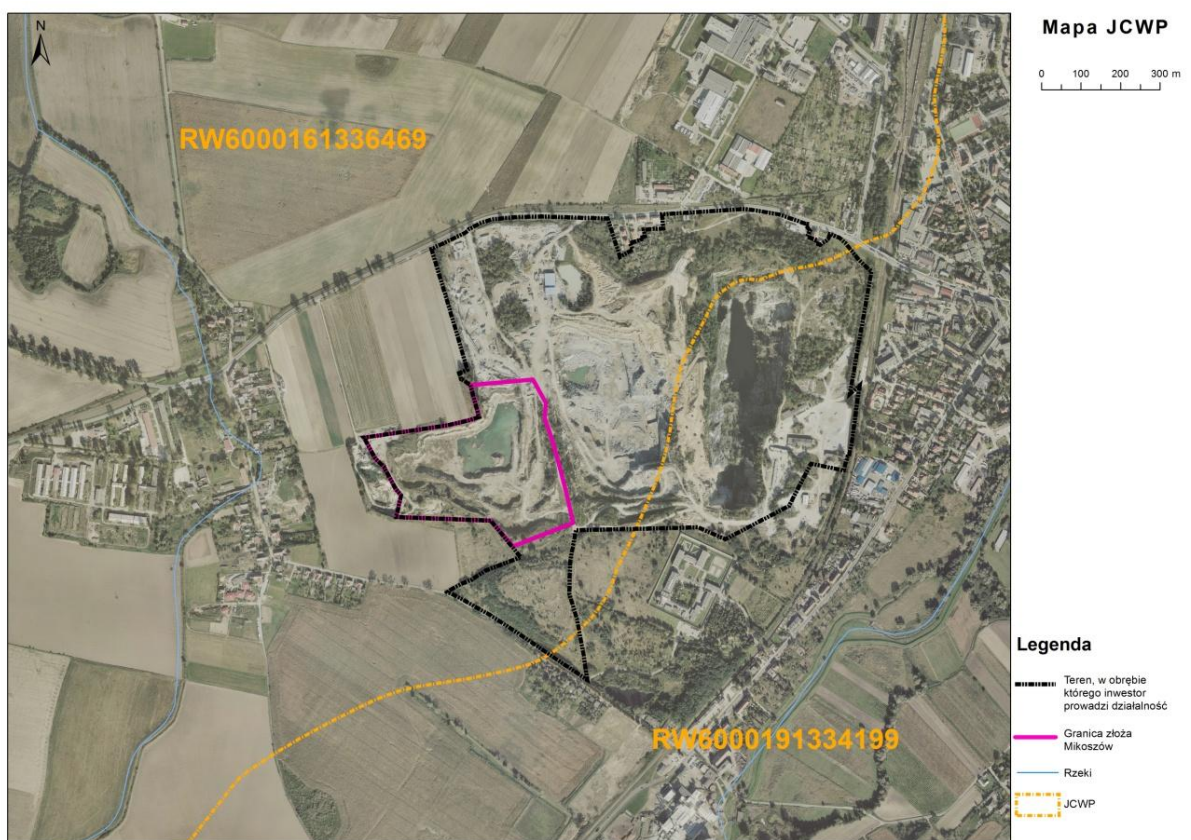 N
Mapa JCWP
0 100 200 300 m
RW6000161336469
RW6000191334199
Legenda
Teren, w obrębie
którego inwestor
prowadzi działalność
Granica złoża
Mikoszów
Rzeki
JCWP